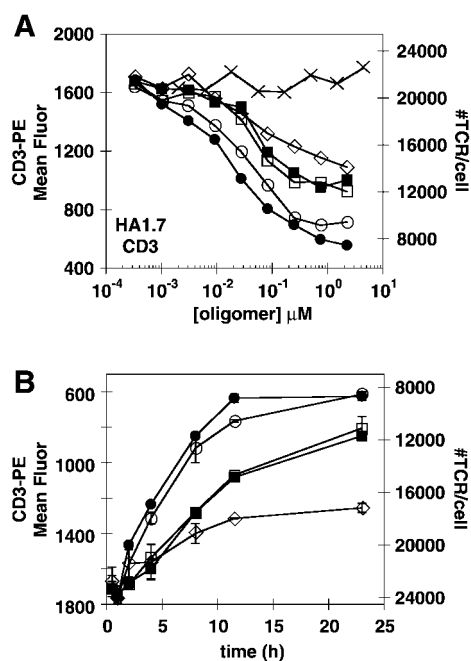 A
2000
1600
1200
800
400
CD3-PE
Mean Fluor
24000
20000
16000
12000
8000
#TCR/cell
HA1.7
CD3
10-4 10-3 10-2 10-1 100 101
[oligomer] μM
B
600
1000
1400
1800
CD3-PE
Mean Fluor
8000
12000
16000
20000
24000
#TCR/cell
0 5 10 15 20 25
time (h)